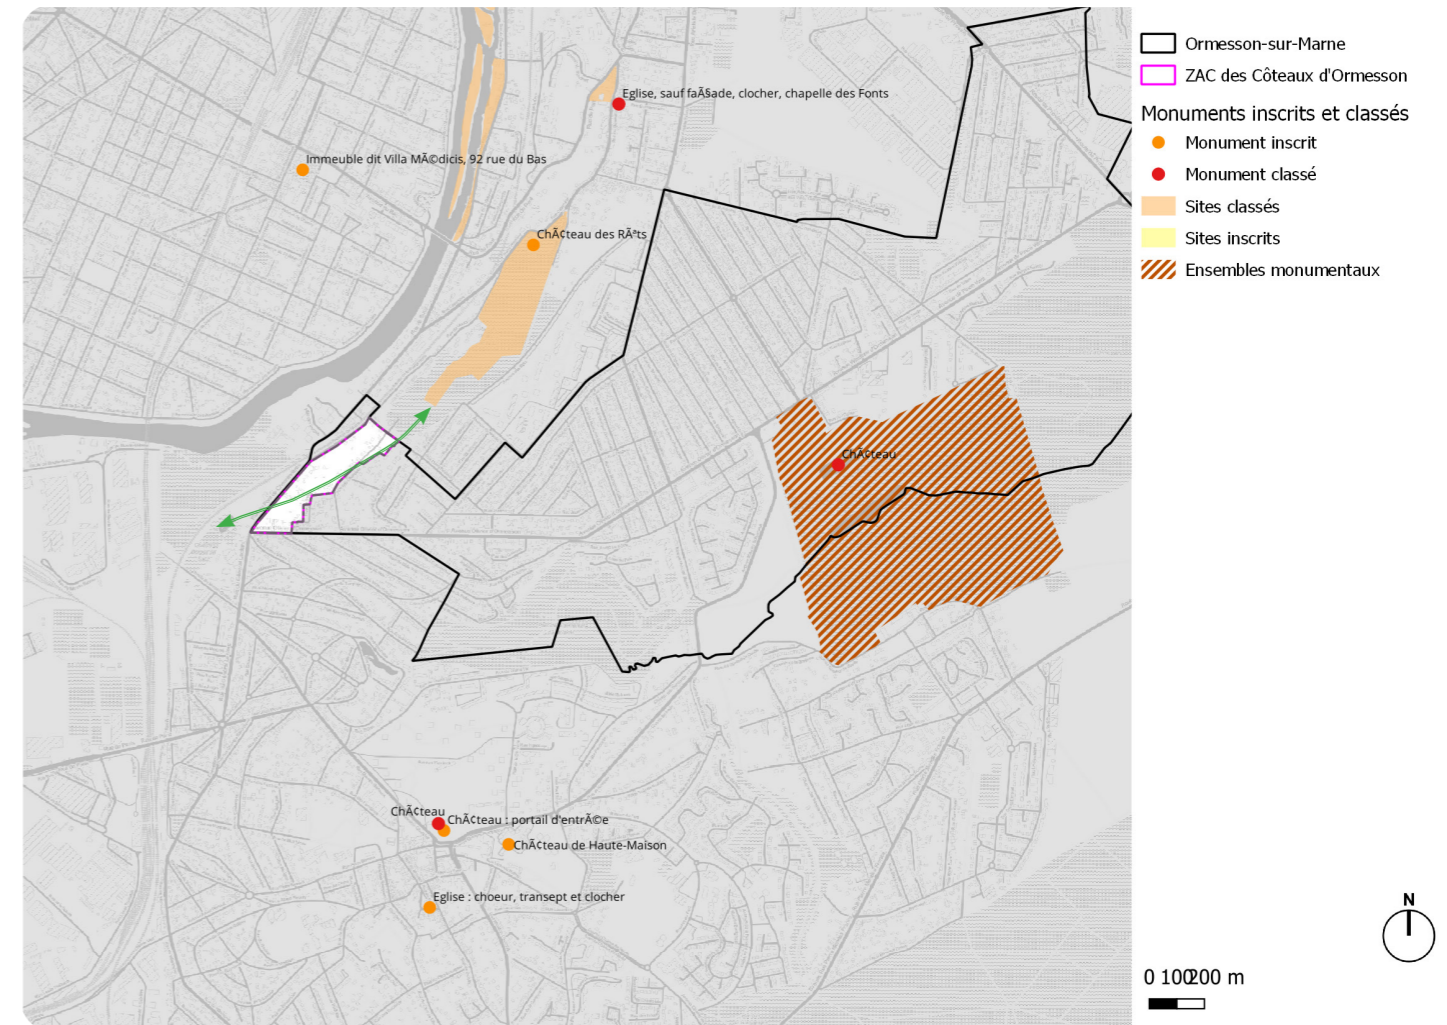 Eglise, sauf faÃ§ade, clocher, chapelle des Fonts
Immeuble dit Villa MÃ©dicis, 92 rue du Bas
ChÃ¢teau des RÃªts
ChÃ¢teau
ChÃ¢teau
ChÃ¢teau : portail d'entrÃ©e
ChÃ¢teau de Haute-Maison
Eglise : choeur, transept et clocher
Ormesson-sur-Marne
ZAC des Côteaux d'Ormesson
Monuments inscrits et classés
Monument inscrit
Monument classé
Sites classés
Sites inscrits
Ensembles monumentaux
N
0 100 200 m